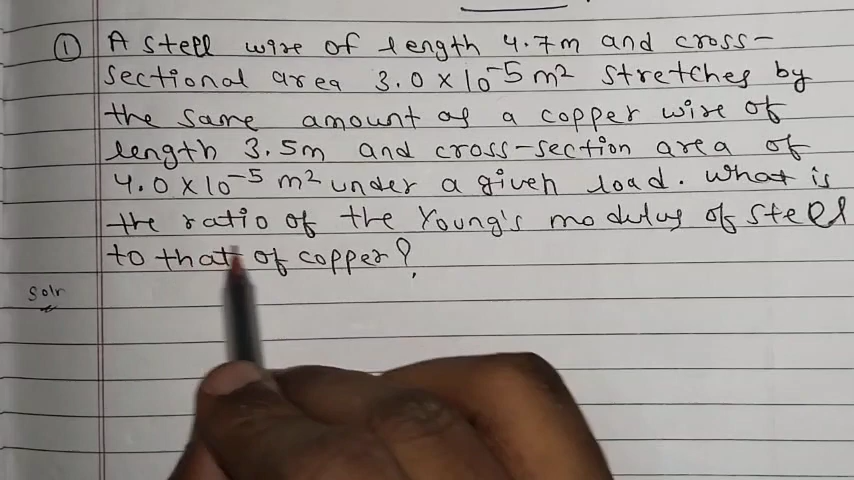 ① A steel wire of length 4.7m and cross-
sectional area 3.0 × 10⁻⁵ m² stretches by
the same amount as a copper wire of
length 3.5m and cross-section area of
4.0 × 10⁻⁵ m² under a given load. What is
the ratio of the Young's modulus of steel
to that of copper?
Solⁿ